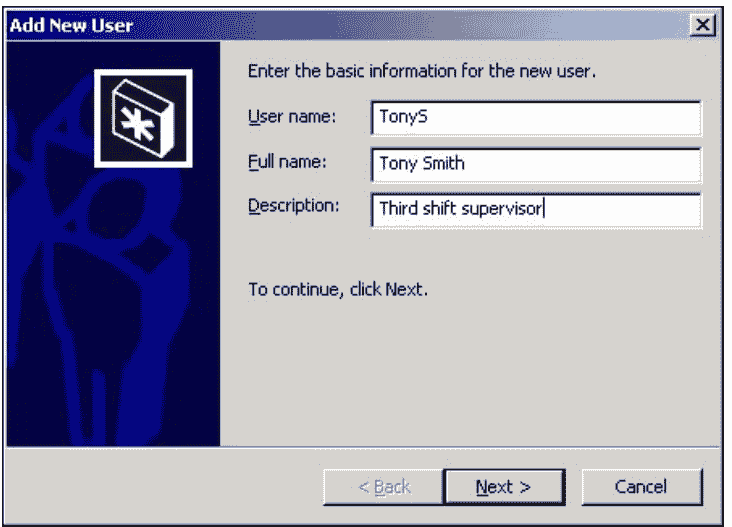 Add New User
Enter the basic information for the new user.
User name: TonyS
Full name: Tony Smith
Description: Third shift supervisor
To continue, click Next.
< Back Next > Cancel